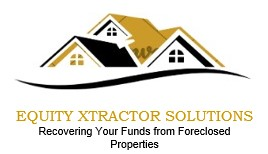 EQUITY XTRACTOR SOLUTIONS
Recovering Your Funds from Foreclosed
Properties